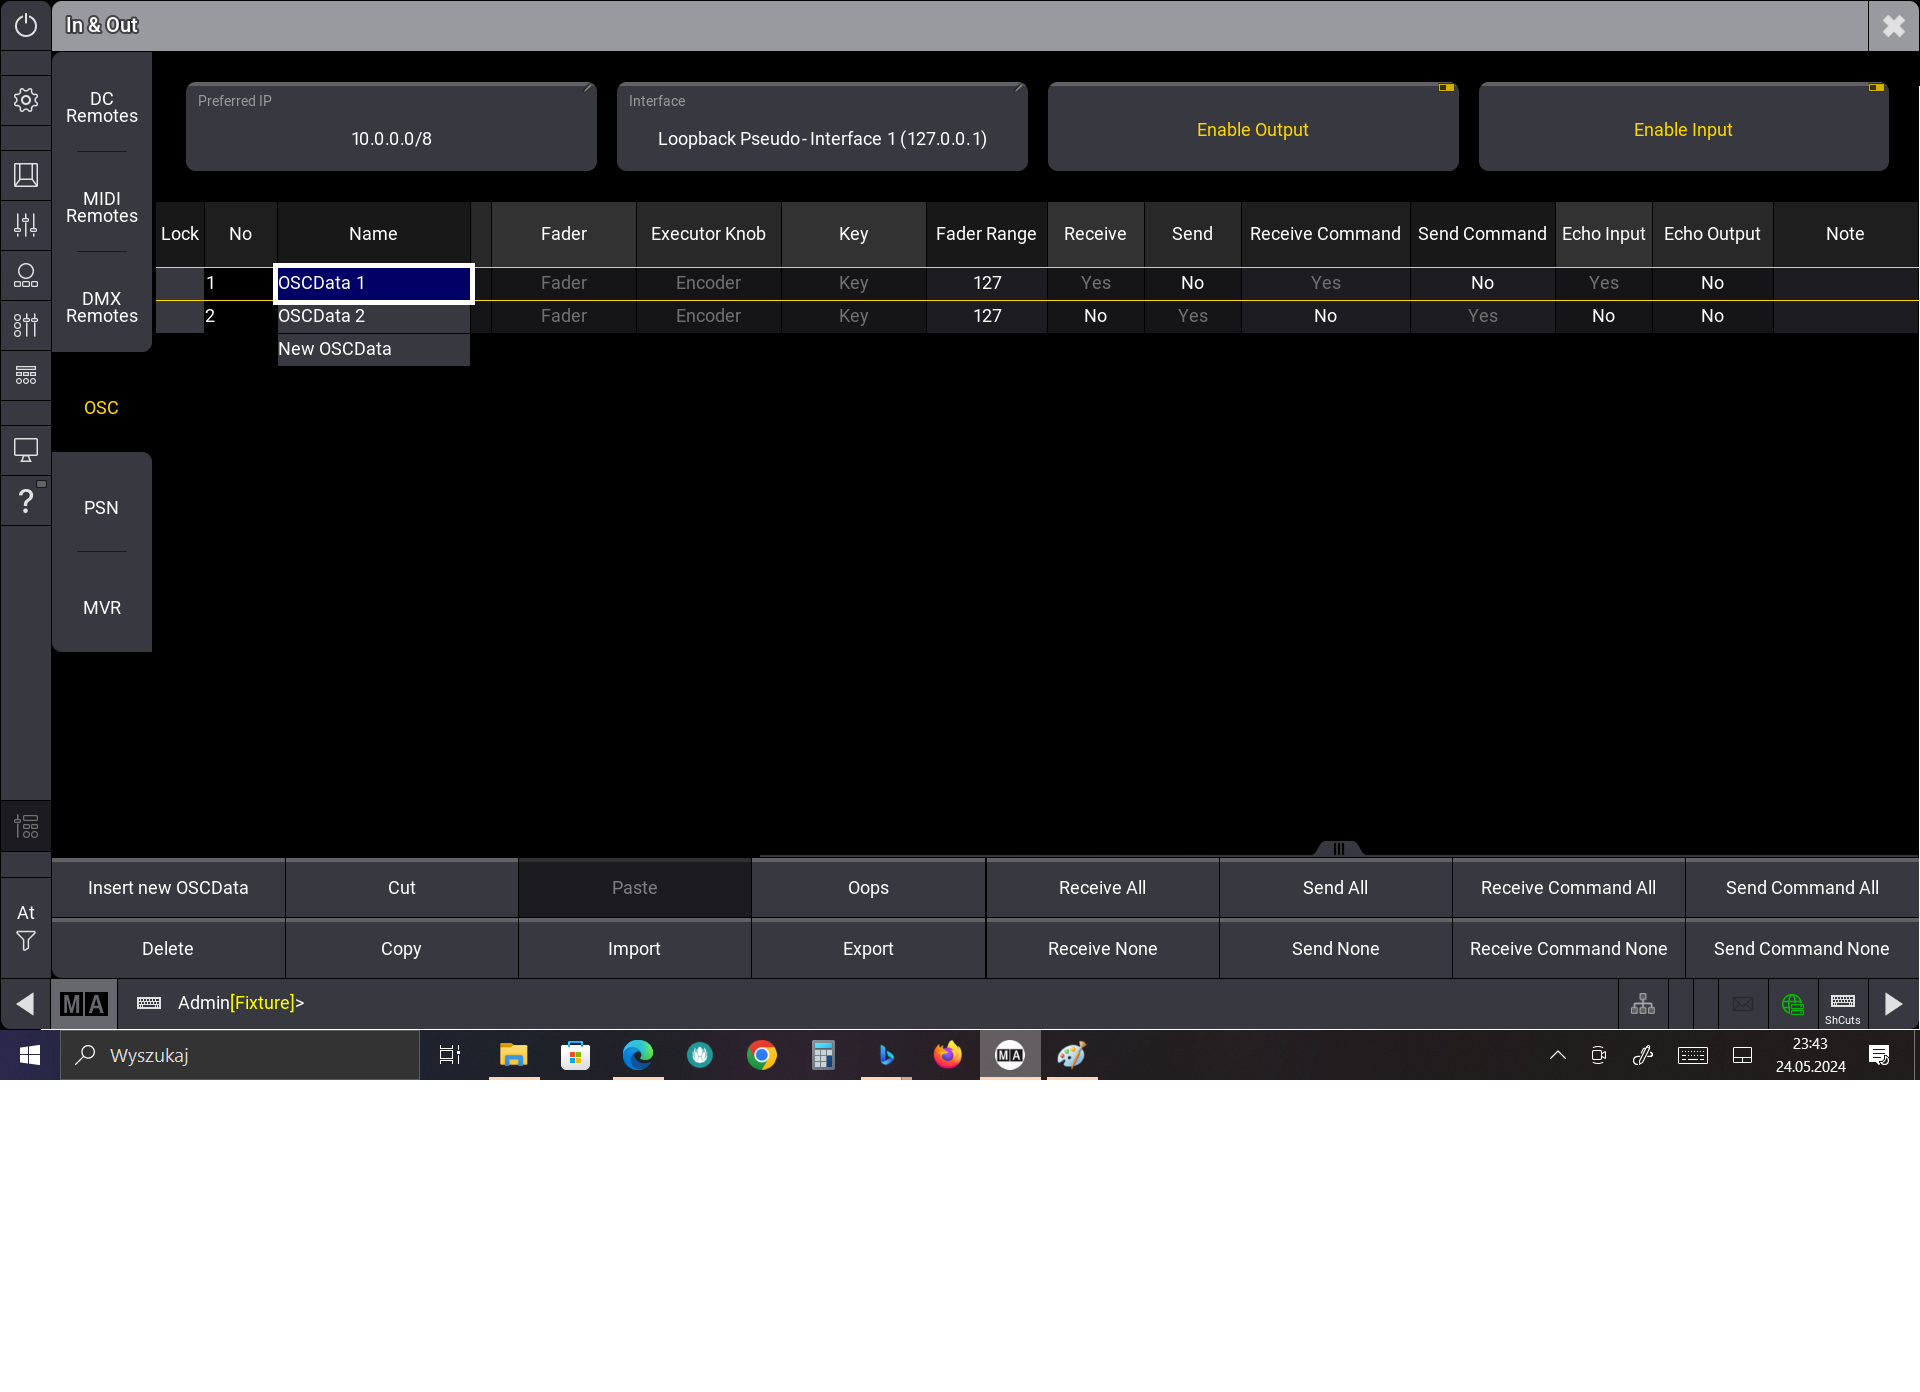 In & Out
DC Remotes
MIDI Remotes
DMX Remotes
OSC
PSN
MVR
Preferred IP
10.0.0.0/8
Interface
Loopback Pseudo-Interface 1 (127.0.0.1)
Enable Output
Enable Input
Lock No Name Fader Executor Knob Key Fader Range Receive Send Receive Command Send Command Echo Input Echo Output Note
1 OSCData 1 Fader Encoder Key 127 Yes No Yes No Yes No
2 OSCData 2 Fader Encoder Key 127 No Yes No Yes No No
New OSCData
?
At
Insert new OSCData Cut Paste Oops Receive All Send All Receive Command All Send Command All
Delete Copy Import Export Receive None Send None Receive Command None Send Command None
MA
Admin[Fixture]>
ShCuts
Wyszukaj
MA
23:43
24.05.2024